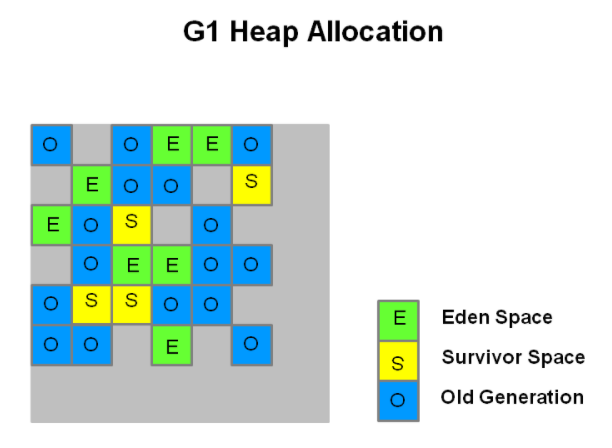 G1 Heap Allocation
O O E E O
E O O S
E O S O
O E E O O
O S S O O
O O E O
E Eden Space
S Survivor Space
O Old Generation